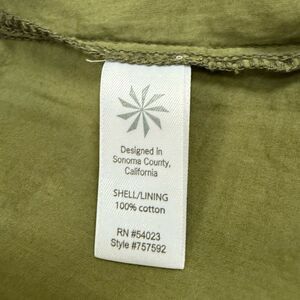 Designed in
Sonoma County,
California
SHELL/LINING
100% cotton
RN #54023
Style #757592